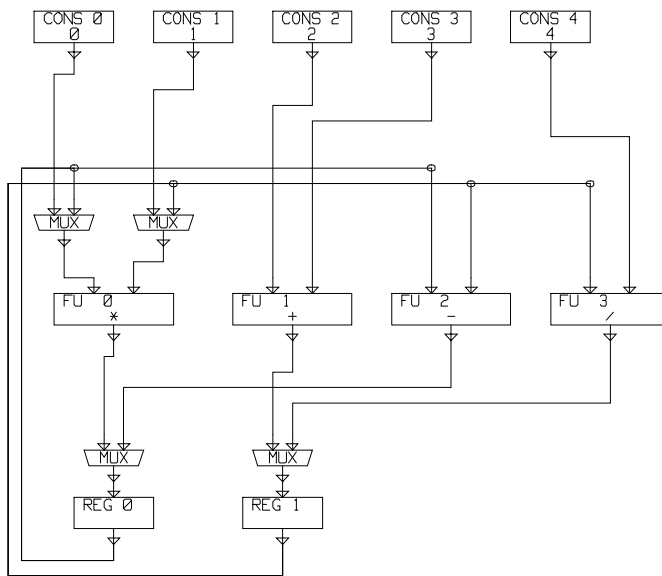 CONS 0
0
CONS 1
1
CONS 2
2
CONS 3
3
CONS 4
4
MUX
MUX
FU 0
*
FU 1
+
FU 2
-
FU 3
/
MUX
MUX
REG 0
REG 1